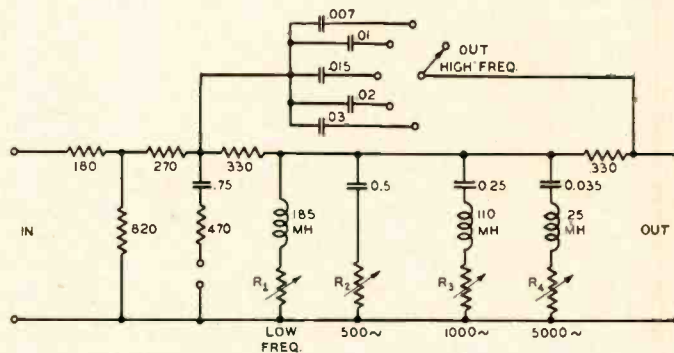 .007
.01
OUT
HIGH FREQ.
.015
.02
.03
180
270
330
330
.75
0.5
0.25
0.035
IN
820
470
185
MH
110
MH
25
MH
OUT
R1
R2
R3
R4
LOW
FREQ.
500~
1000~
5000~